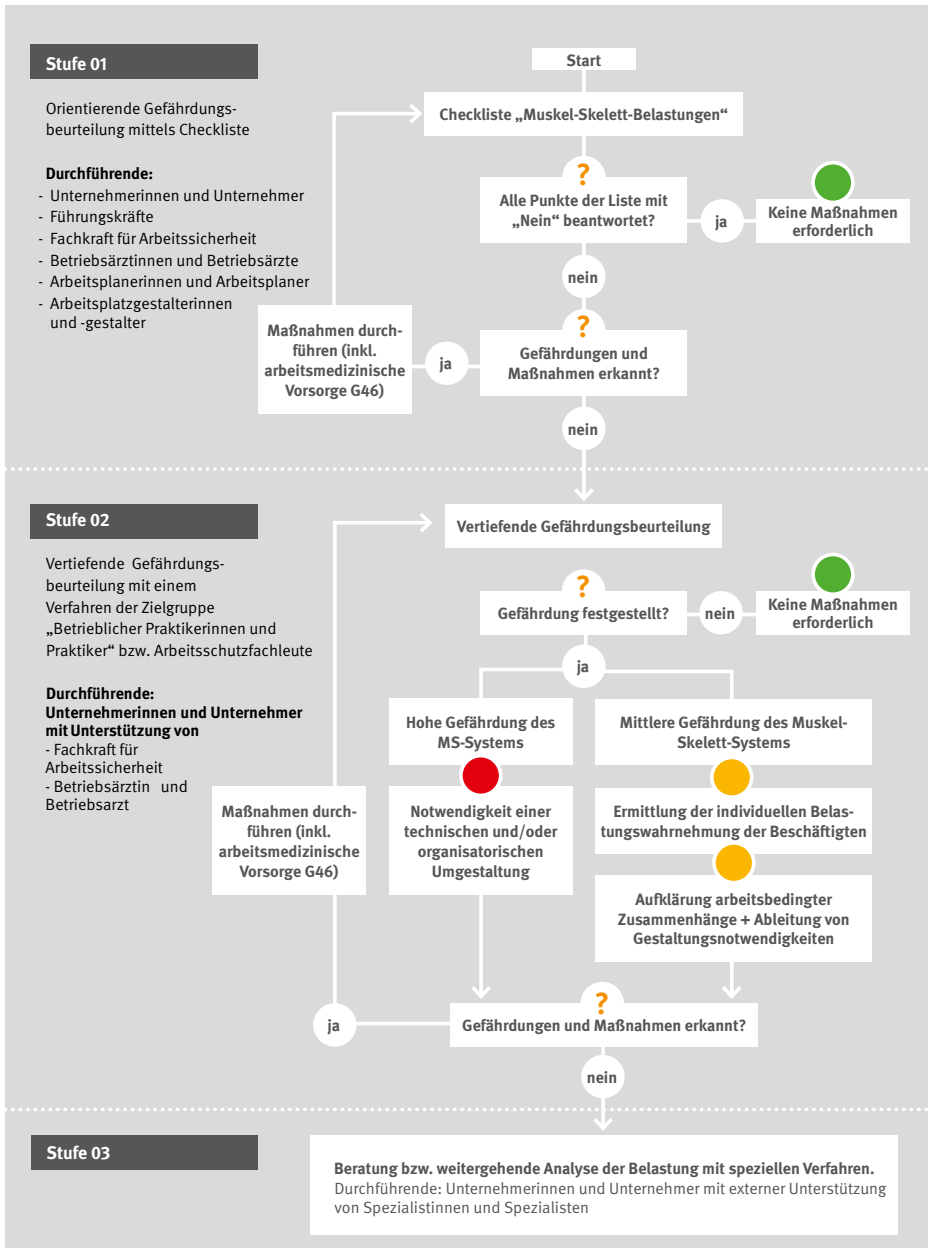 Stufe 01
Orientierende Gefährdungs-
beurteilung mittels Checkliste
Durchführende:
- Unternehmerinnen und Unternehmer
- Führungskräfte
- Fachkraft für Arbeitssicherheit
- Betriebsärztinnen und Betriebsärzte
- Arbeitsplanerinnen und Arbeitsplaner
- Arbeitsplatzgestalterinnen
und -gestalter
Start
Checkliste „Muskel-Skelett-Belastungen“
?
Alle Punkte der Liste mit
„Nein“ beantwortet?
ja
Keine Maßnahmen
erforderlich
nein
?
Gefährdungen und
Maßnahmen erkannt?
ja
Maßnahmen durch-
führen (inkl.
arbeitsmedizinische
Vorsorge G46)
nein
Stufe 02
Vertiefende Gefährdungs-
beurteilung mit einem
Verfahren der Zielgruppe
„Betrieblicher Praktikerinnen und
Praktiker“ bzw. Arbeitsschutzfachleute
Durchführende:
Unternehmerinnen und Unternehmer
mit Unterstützung von
- Fachkraft für
Arbeitssicherheit
- Betriebsärztin und
Betriebsarzt
Vertiefende Gefährdungsbeurteilung
?
Gefährdung festgestellt?
nein
Keine Maßnahmen
erforderlich
ja
Hohe Gefährdung des
MS-Systems
Notwendigkeit einer
technischen und/oder
organisatorischen
Umgestaltung
Mittlere Gefährdung des Muskel-
Skelett-Systems
Ermittlung der individuellen Belas-
tungswahrnehmung der Beschäftigten
Aufklärung arbeitsbedingter
Zusammenhänge + Ableitung von
Gestaltungsnotwendigkeiten
?
Gefährdungen und Maßnahmen erkannt?
ja
Maßnahmen durch-
führen (inkl.
arbeitsmedizinische
Vorsorge G46)
nein
Stufe 03
Beratung bzw. weitergehende Analyse der Belastung mit speziellen Verfahren.
Durchführende: Unternehmerinnen und Unternehmer mit externer Unterstützung
von Spezialistinnen und Spezialisten